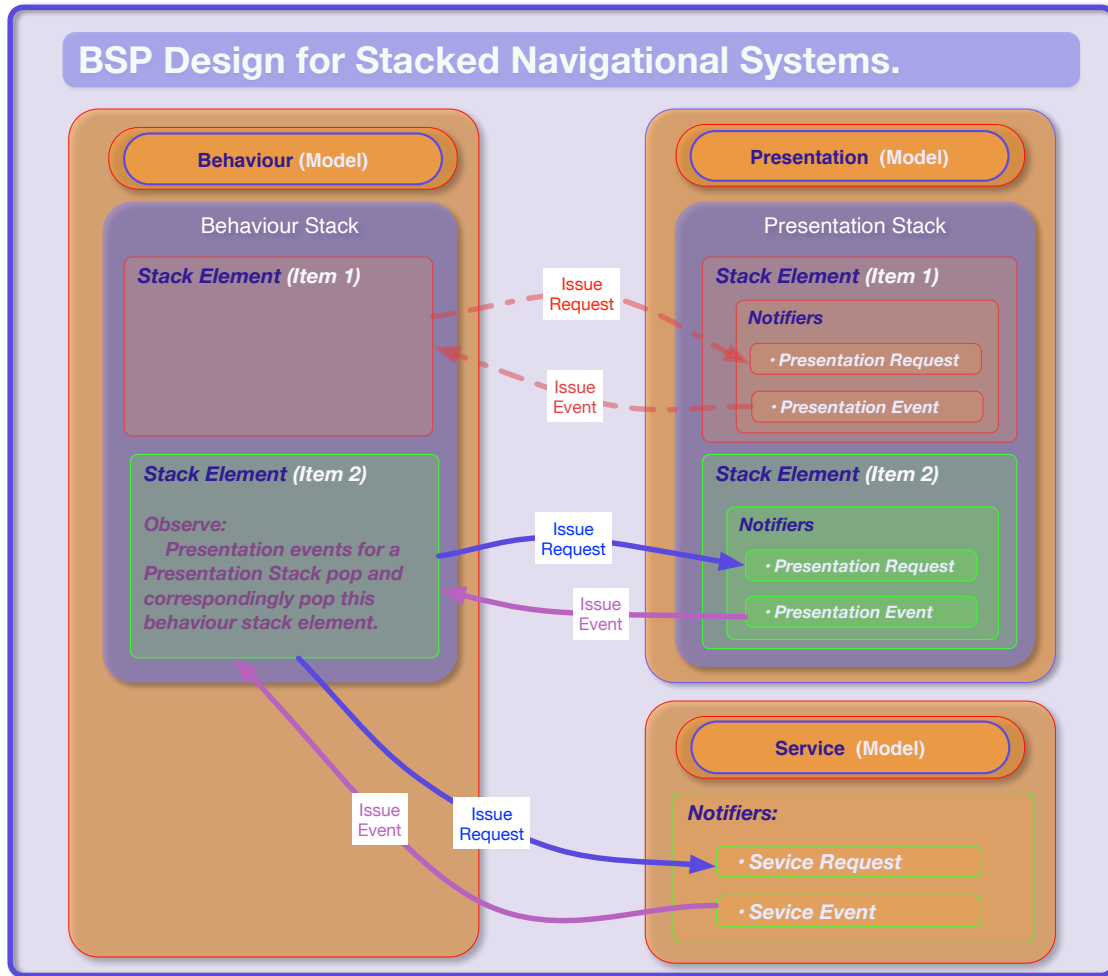 BSP Design for Stacked Navigational Systems.
Behaviour (Model)
Behaviour Stack
Stack Element (Item 1)
Stack Element (Item 2)
Observe:
Presentation events for a
Presentation Stack pop and
correspondingly pop this
behaviour stack element.
Issue
Request
Issue
Event
Issue
Request
Issue
Event
Issue
Event
Issue
Request
Presentation (Model)
Presentation Stack
Stack Element (Item 1)
Notifiers
· Presentation Request
· Presentation Event
Stack Element (Item 2)
Notifiers
· Presentation Request
· Presentation Event
Service (Model)
Notifiers:
· Sevice Request
· Sevice Event